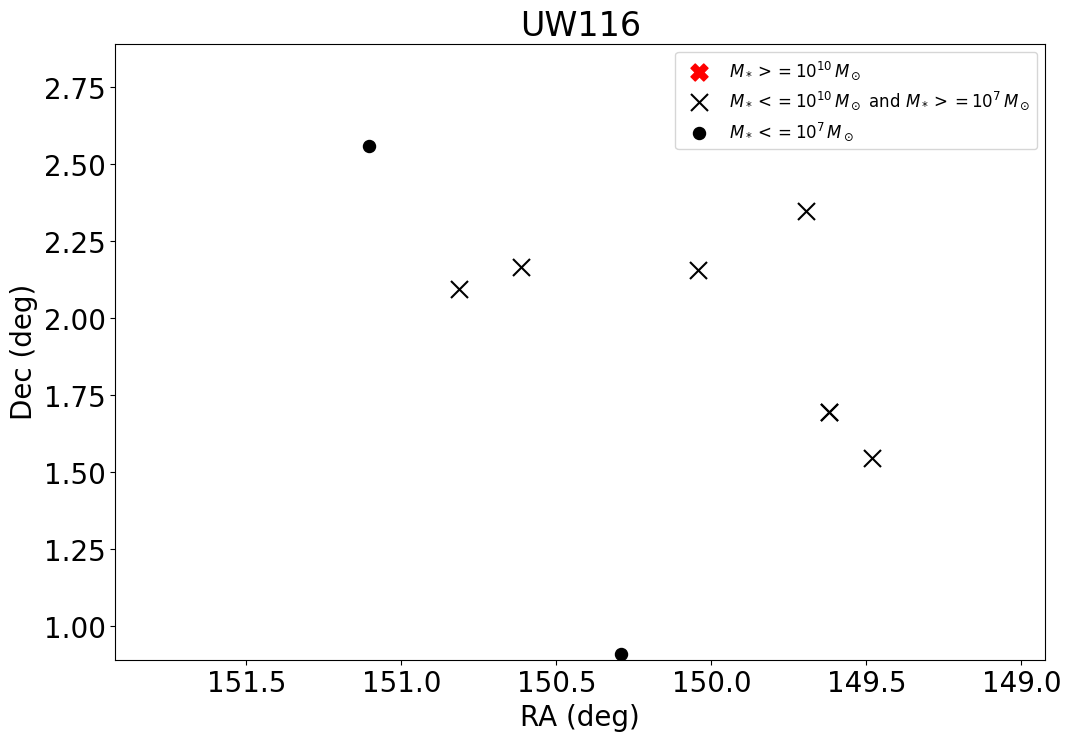 UW116
M* >= 10^10 M⊙
M* <= 10^10 M⊙ and M* >= 10^7 M⊙
M* <= 10^7 M⊙
2.75
2.50
2.25
2.00
1.75
1.50
1.25
1.00
Dec (deg)
151.5 151.0 150.5 150.0 149.5 149.0
RA (deg)